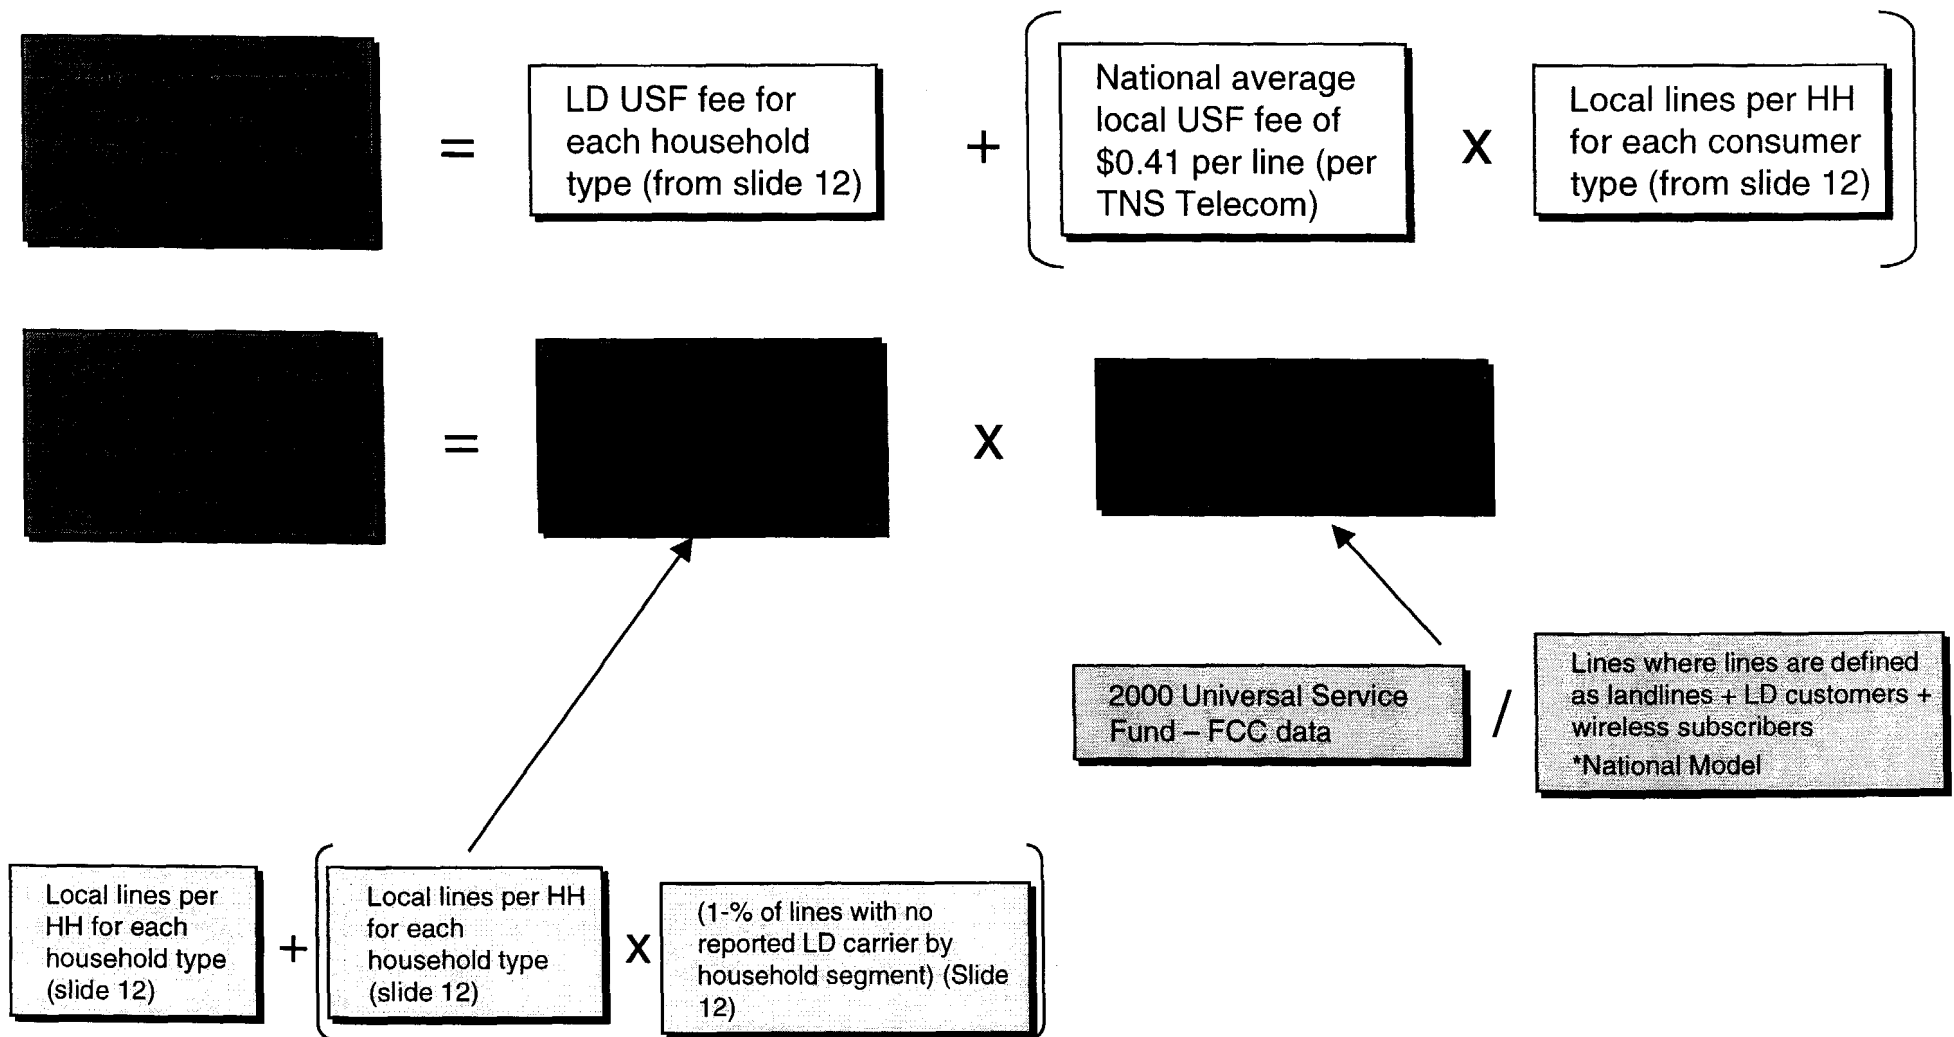 =
LD USF fee for
each household
type (from slide 12)
+
National average
local USF fee of
$0.41 per line (per
TNS Telecom)
X
Local lines per HH
for each consumer
type (from slide 12)
=
X
2000 Universal Service
Fund – FCC data
/
Lines where lines are defined
as landlines + LD customers +
wireless subscribers
*National Model
Local lines per
HH for each
household type
(slide 12)
+
Local lines per HH
for each
household type
(slide 12)
X
(1-% of lines with no
reported LD carrier by
household segment) (Slide
12)